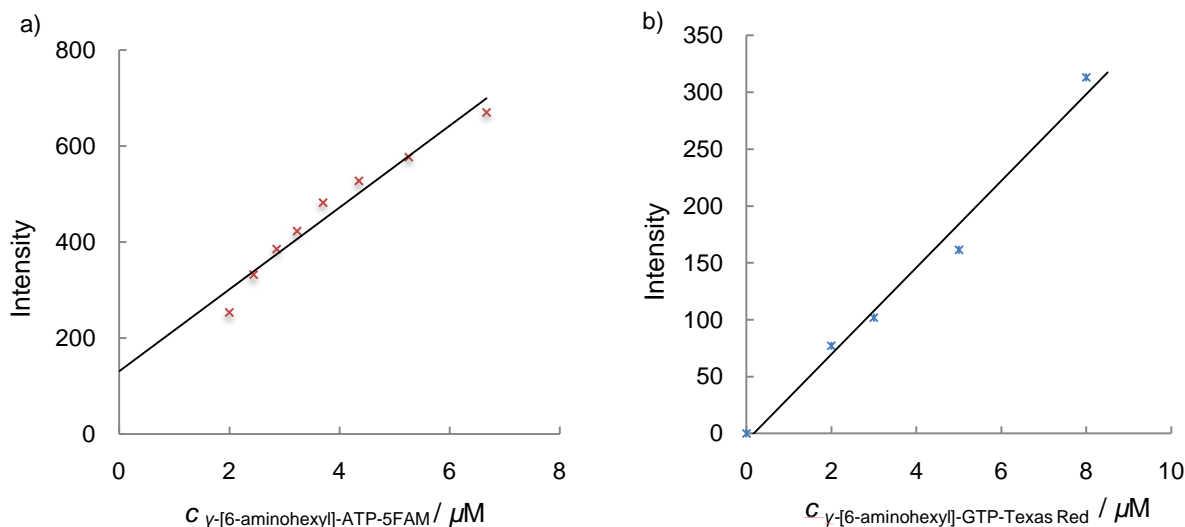 a)
800
600
400
200
0
0 2 4 6 8
Intensity
c γ-[6-aminohexyl]-ATP-5FAM / µM
b)
350
300
250
200
150
100
50
0
0 2 4 6 8 10
Intensity
c γ-[6-aminohexyl]-GTP-Texas Red / µM